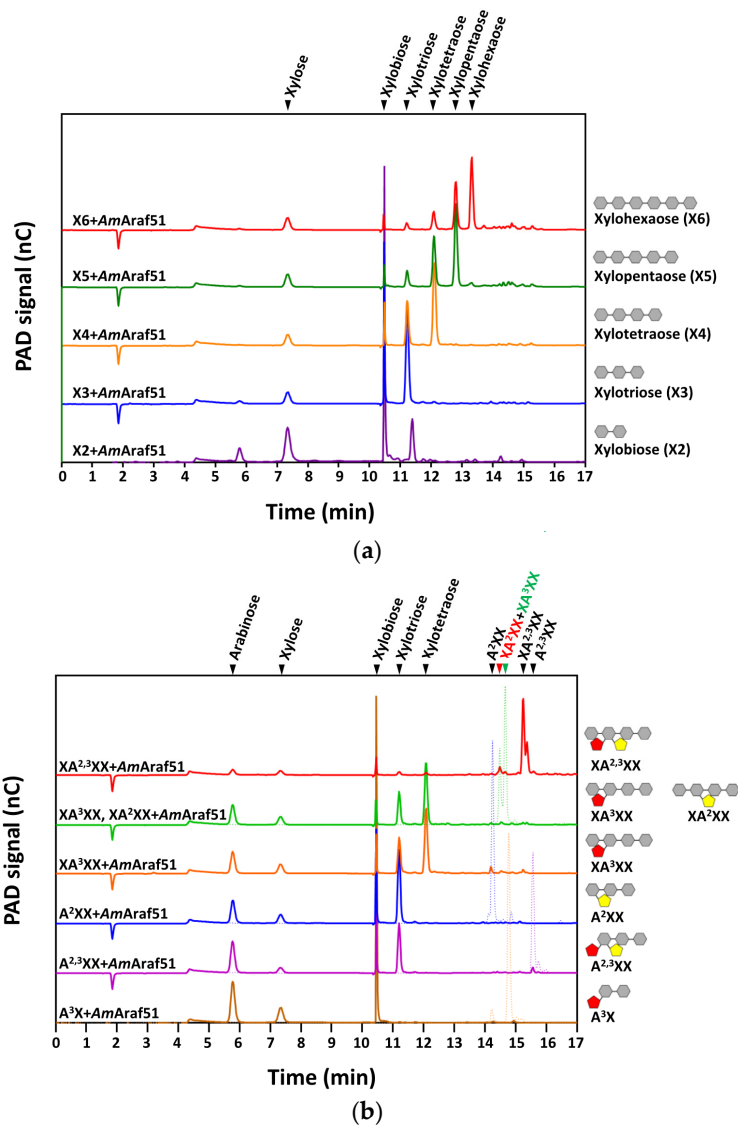 Xylose
Xylobiose
Xylotriose
Xylotetraose
Xylopentaose
Xylohexaose
PAD signal (nC)
X6+AmAraf51
X5+AmAraf51
X4+AmAraf51
X3+AmAraf51
X2+AmAraf51
Xylohexaose (X6)
Xylopentaose (X5)
Xylotetraose (X4)
Xylotriose (X3)
Xylobiose (X2)
0 1 2 3 4 5 6 7 8 9 10 11 12 13 14 15 16 17
Time (min)
(a)
Arabinose
Xylose
Xylobiose
Xylotriose
Xylotetraose
A²XX
XA²XX+XA³XX
XA²,³XX
A²,³XX
PAD signal (nC)
XA²,³XX+AmAraf51
XA³XX, XA²XX+AmAraf51
XA³XX+AmAraf51
A²XX+AmAraf51
A²,³XX+AmAraf51
A³X+AmAraf51
XA²,³XX
XA³XX XA²XX
XA³XX
A²XX
A²,³XX
A³X
0 1 2 3 4 5 6 7 8 9 10 11 12 13 14 15 16 17
Time (min)
(b)